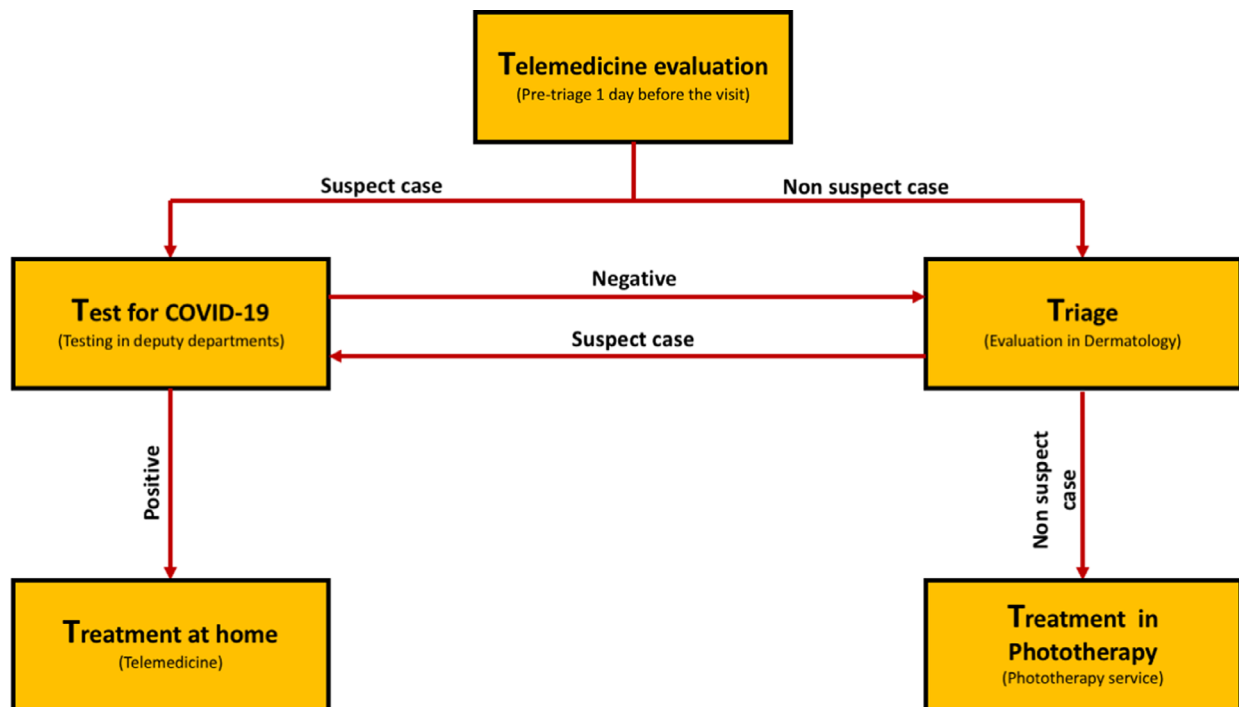 Telemedicine evaluation
(Pre-triage 1 day before the visit)
Suspect case
Non suspect case
Test for COVID-19
(Testing in deputy departments)
Negative
Suspect case
Triage
(Evaluation in Dermatology)
Positive
Non suspect
case
Treatment at home
(Telemedicine)
Treatment in
Phototherapy
(Phototherapy service)